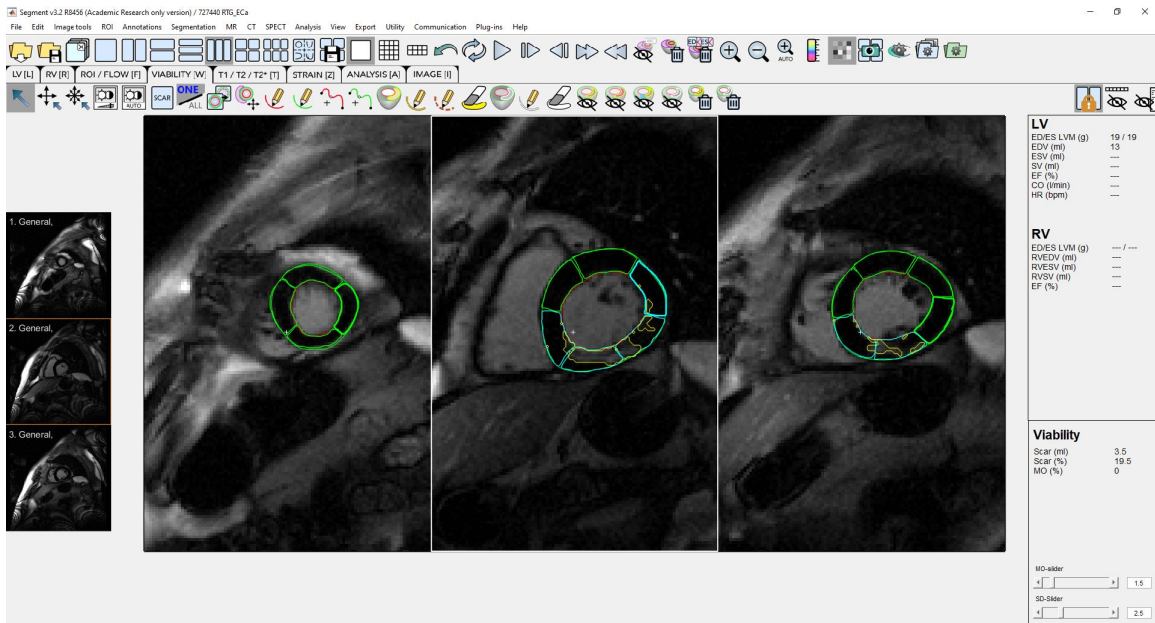 Segment v3.2 R8456 (Academic Research only version) / 727440 RTG_ECa
File Edit Image tools ROI Annotations Segmentation MR CT SPECT Analysis View Export Utility Communication Plug-ins Help
ED/ESK
AUTO
LV [L] RV [R] ROI / FLOW [F] VIABILITY [W] T1 / T2 / T2* [T] STRAIN [Z] ANALYSIS [A] IMAGE [I]
AUTO SCAR ONE ALL
1. General,
2. General,
3. General,
LV
ED/ES LVM (g) 19 / 19
EDV (ml) 13
ESV (ml) ---
SV (ml) ---
EF (%) ---
CO (l/min) ---
HR (bpm) ---
RV
ED/ES LVM (g) --- / ---
RVEDV (ml) ---
RVESV (ml) ---
RVSV (ml) ---
EF (%) ---
Viability
Scar (ml) 3.5
Scar (%) 19.5
MO (%) 0
MO-slider
1.5
SD-Slider
2.5